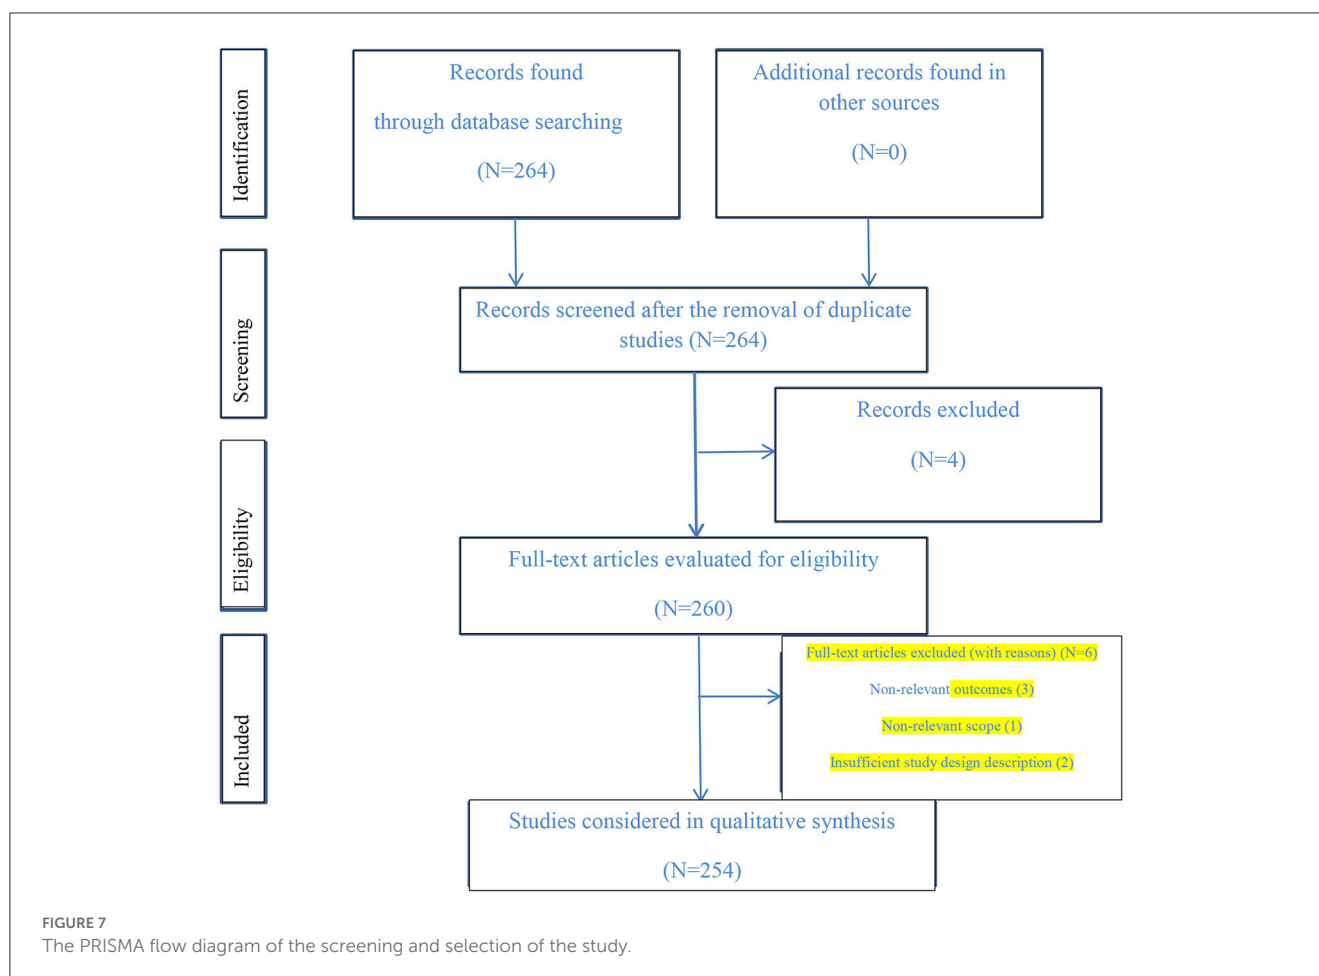 Identification
Records found
through database searching
(N=264)
Additional records found in
other sources
(N=0)
Screening
Records screened after the removal of duplicate
studies (N=264)
Records excluded
(N=4)
Eligibility
Full-text articles evaluated for eligibility
(N=260)
Included
Full-text articles excluded (with reasons) (N=6)
Non-relevant outcomes (3)
Non-relevant scope (1)
Insufficient study design description (2)
Studies considered in qualitative synthesis
(N=254)
FIGURE 7
The PRISMA flow diagram of the screening and selection of the study.